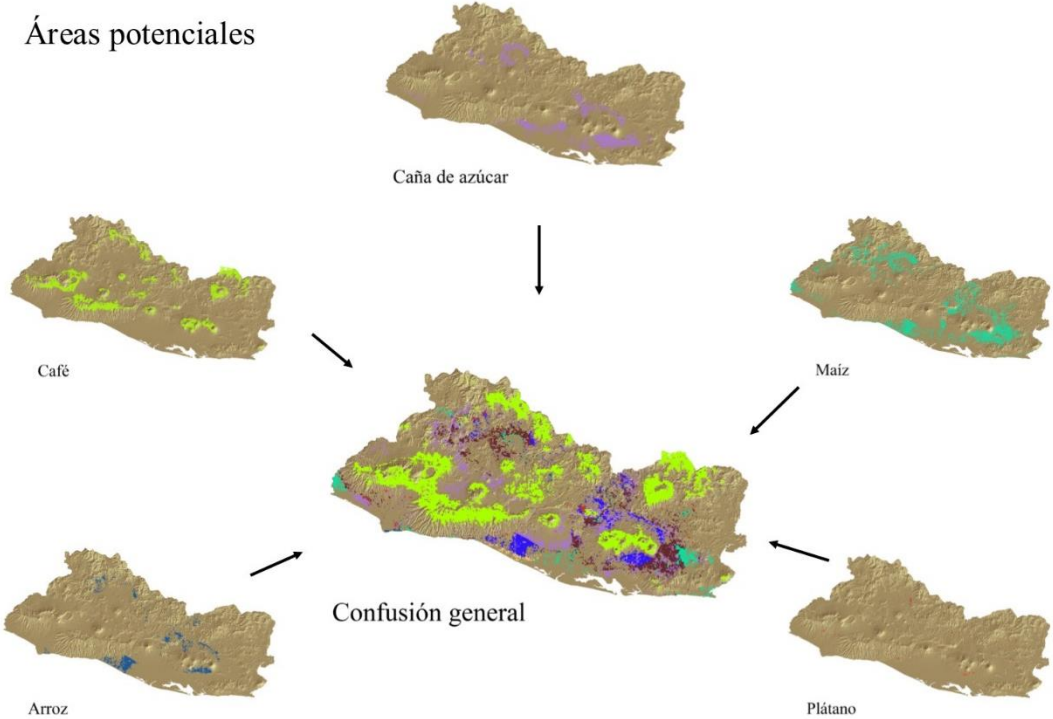 Áreas potenciales
Caña de azúcar
Café
Maíz
Confusión general
Arroz
Plátano